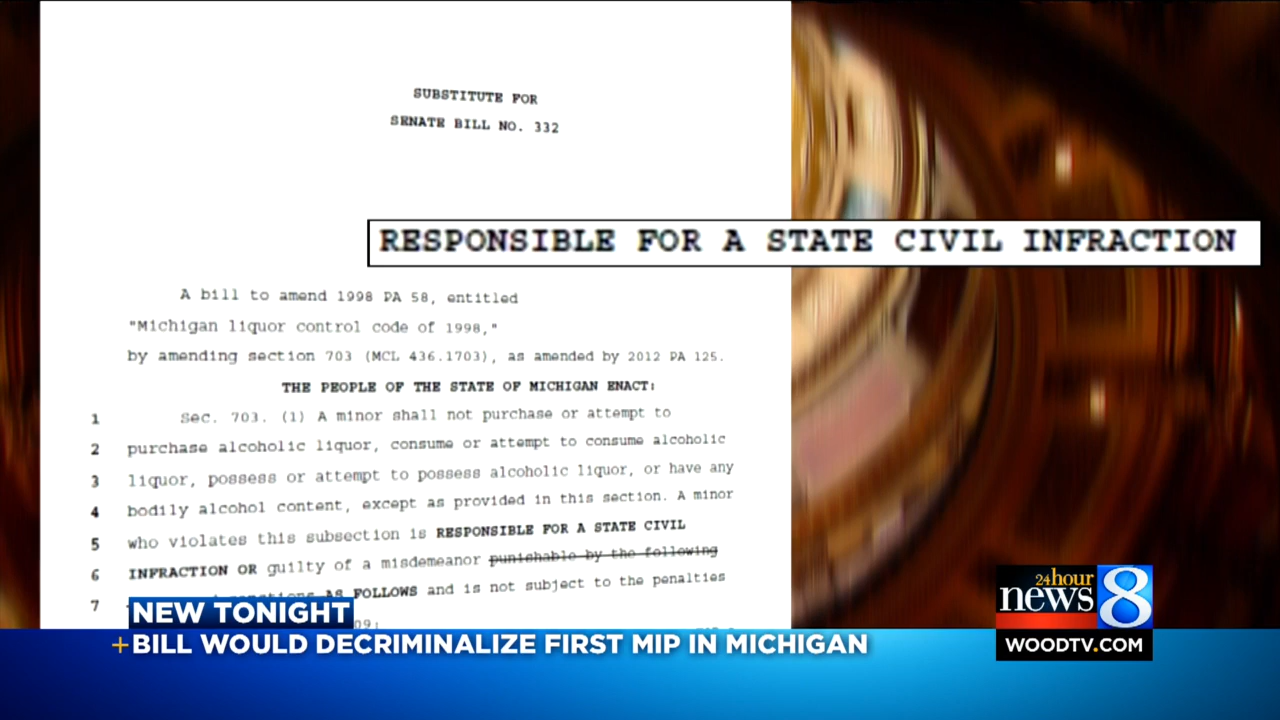 SUBSTITUTE FOR
SENATE BILL NO. 332
RESPONSIBLE FOR A STATE CIVIL INFRACTION
A bill to amend 1998 PA 58, entitled
"Michigan liquor control code of 1998,"
by amending section 703 (MCL 436.1703), as amended by 2012 PA 125.
THE PEOPLE OF THE STATE OF MICHIGAN ENACT:
1 Sec. 703. (1) A minor shall not purchase or attempt to
2 purchase alcoholic liquor, consume or attempt to consume alcoholic
3 liquor, possess or attempt to possess alcoholic liquor, or have any
4 bodily alcohol content, except as provided in this section. A minor
5 who violates this subsection is RESPONSIBLE FOR A STATE CIVIL
6 INFRACTION OR guilty of a misdemeanor punishable by the following
7 AS FOLLOWS and is not subject to the penalties
09:
NEW TONIGHT
+BILL WOULD DECRIMINALIZE FIRST MIP IN MICHIGAN
24hour
news 8
WOODTV.COM